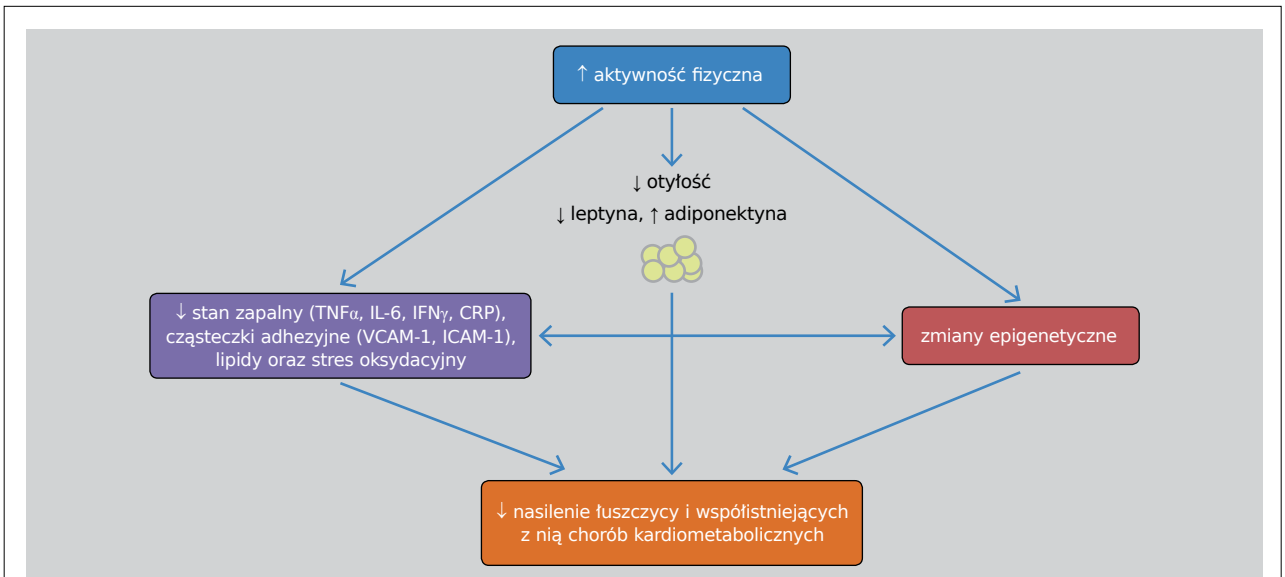 ↑ aktywność fizyczna
↓ otyłość
↓ leptyna, ↑ adiponektyna
↓ stan zapalny (TNFα, IL-6, IFNγ, CRP),
cząsteczki adhezyjne (VCAM-1, ICAM-1),
lipidy oraz stres oksydacyjny
zmiany epigenetyczne
↓ nasilenie łuszczycy i współistniejących
z nią chorób kardiometabolicznych